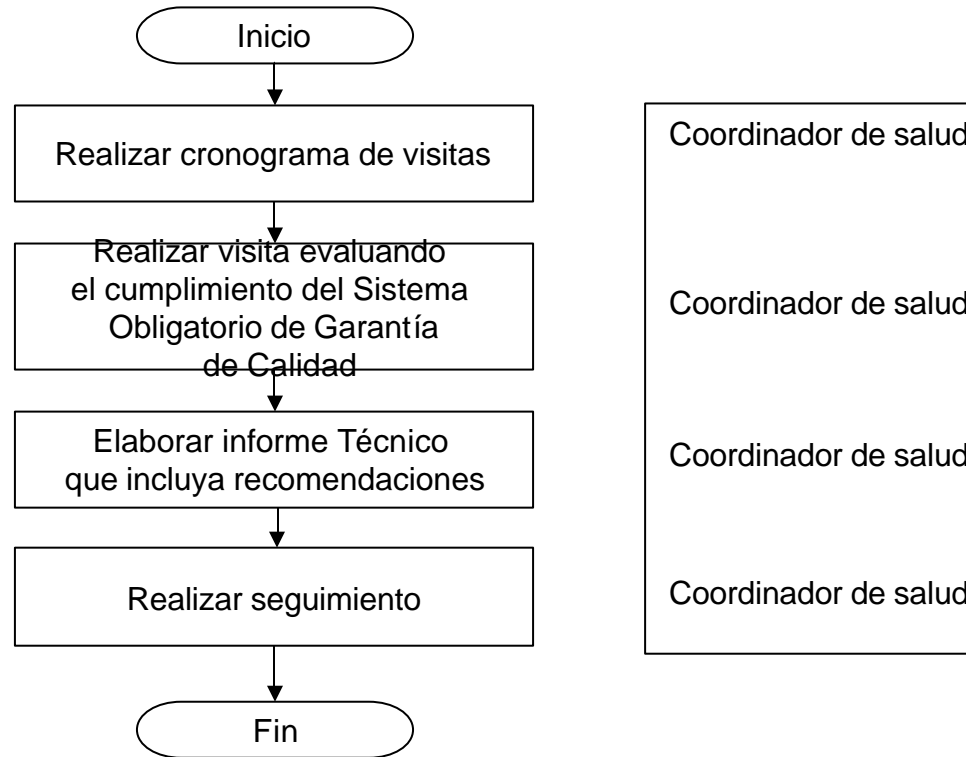 Inicio
Realizar cronograma de visitas
Coordinador de salud
Realizar visita evaluando
el cumplimiento del Sistema
Obligatorio de Garantía
de Calidad
Coordinador de salud
Elaborar informe Técnico
que incluya recomendaciones
Coordinador de salud
Realizar seguimiento
Coordinador de salud
Fin